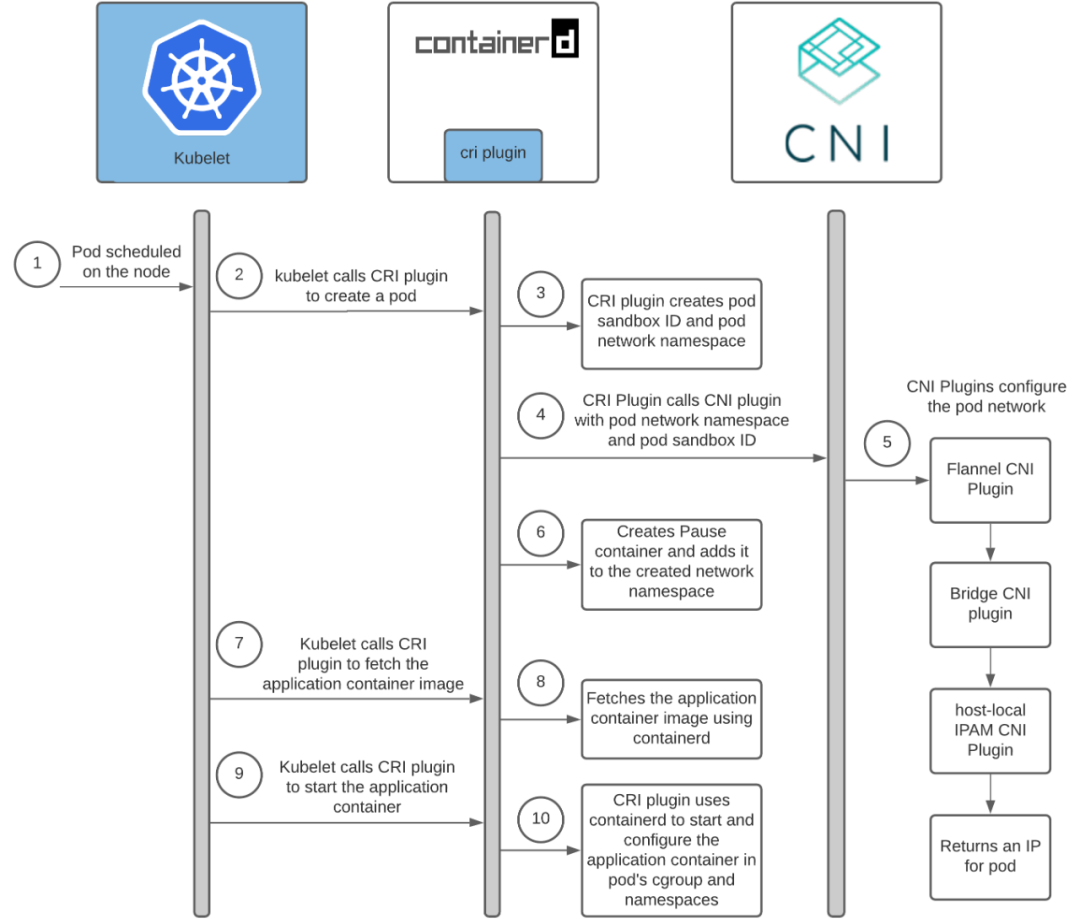 Kubelet
containerd
cri plugin
CNI
1
Pod scheduled
on the node
2
kubelet calls CRI plugin
to create a pod
3
CRI plugin creates pod
sandbox ID and pod
network namespace
4
CRI Plugin calls CNI plugin
with pod network namespace
and pod sandbox ID
CNI Plugins configure
the pod network
5
Flannel CNI
Plugin
Bridge CNI
plugin
host-local
IPAM CNI
Plugin
Returns an IP
for pod
6
Creates Pause
container and adds it
to the created network
namespace
7
Kubelet calls CRI
plugin to fetch the
application container image
8
Fetches the application
container image using
containerd
9
Kubelet calls CRI plugin
to start the application
container
10
CRI plugin uses
containerd to start and
configure the
application container in
pod's cgroup and
namespaces